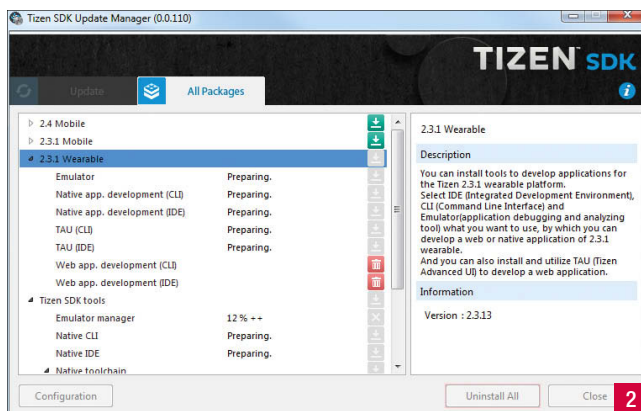 Tizen SDK Update Manager (0.0.110)
TIZEN™ SDK
Update
All Packages
2.4 Mobile
2.3.1 Mobile
2.3.1 Wearable
Emulator Preparing.
Native app. development (CLI) Preparing.
Native app. development (IDE) Preparing.
TAU (CLI) Preparing.
TAU (IDE) Preparing.
Web app. development (CLI)
Web app. development (IDE)
Tizen SDK tools
Emulator manager 12 % ++
Native CLI Preparing.
Native IDE Preparing.
Native toolchain
2.3.1 Wearable
Description
You can install tools to develop applications for
the Tizen 2.3.1 wearable platform.
Select IDE (Integrated Development Environment),
CLI (Command Line Interface) and
Emulator(application debugging and analyzing
tool) what you want to use, by which you can
develop a web or native application of 2.3.1
wearable.
And you can also install and utilize TAU (Tizen
Advanced UI) to develop a web application.
Information
Version : 2.3.13
Configuration
Uninstall All
Close
2